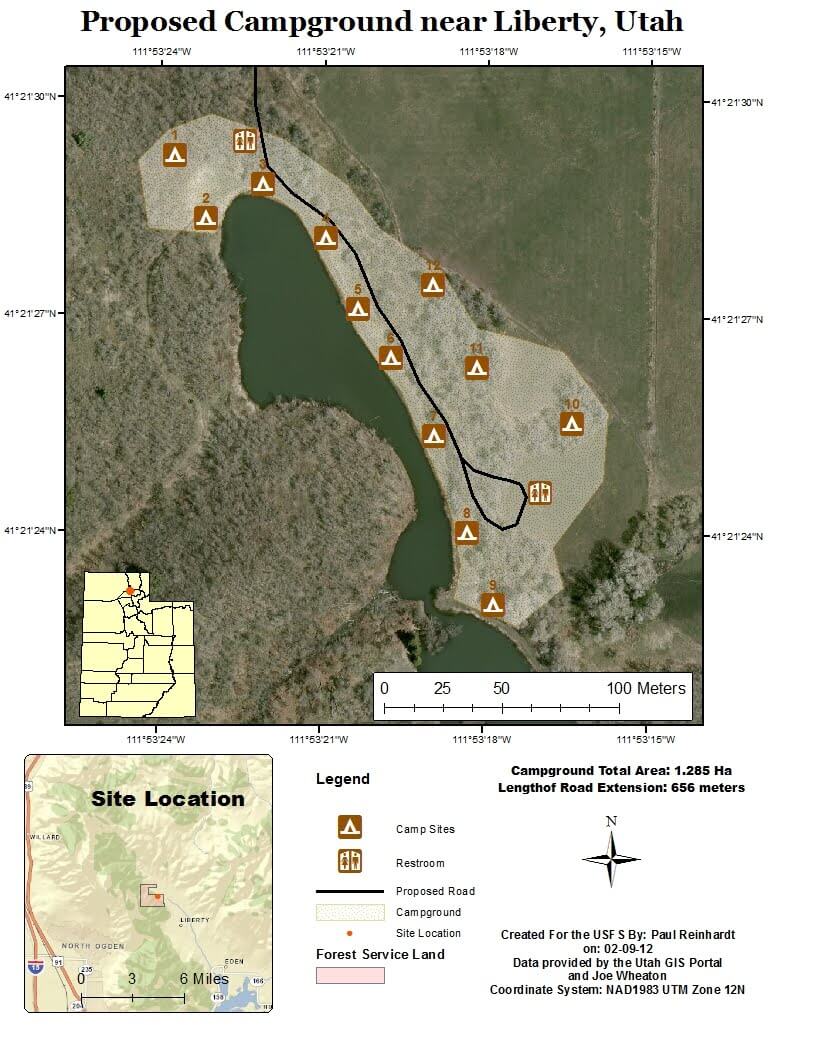 Proposed Campground near Liberty, Utah
111°53'24"W 111°53'21"W 111°53'18"W 111°53'15"W
41°21'30"N
41°21'30"N
1
2
3
4
5
6
7
8
9
10
11
12
41°21'27"N
41°21'27"N
41°21'24"N
41°21'24"N
0 25 50 100 Meters
111°53'24"W 111°53'21"W 111°53'18"W 111°53'15"W
Site Location
WILLARD
LIBERTY
NORTH OGDEN
EDEN
15
91
235
166
158
204
0 3 6 Miles
Legend
Camp Sites
Restroom
Proposed Road
Campground
Site Location
Forest Service Land
Campground Total Area: 1.285 Ha
Lengthof Road Extension: 656 meters
N
Created For the USFS By: Paul Reinhardt
on: 02-09-12
Data provided by the Utah GIS Portal
and Joe Wheaton
Coordinate System: NAD1983 UTM Zone 12N